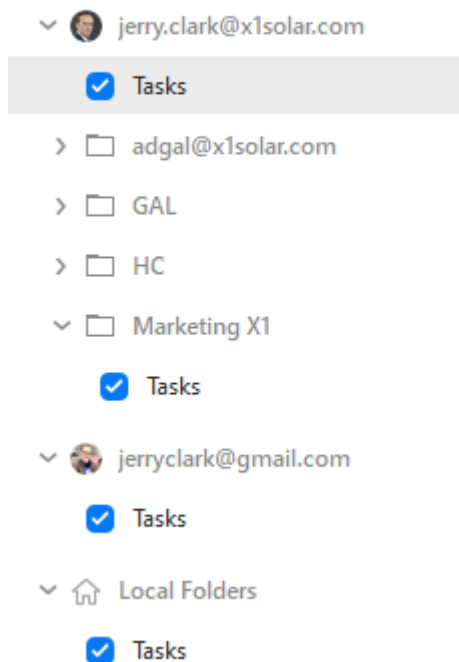 jerry.clark@x1solar.com
Tasks
adgal@x1solar.com
GAL
HC
Marketing X1
Tasks
jerryclark@gmail.com
Tasks
Local Folders
Tasks